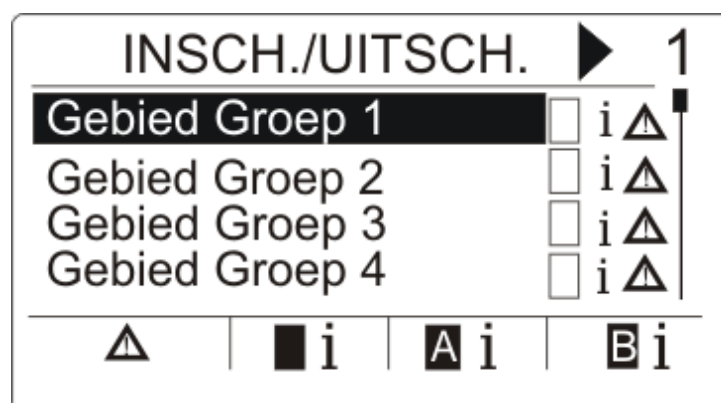 INSCH./UITSCH. ▶ 1
Gebied Groep 1 i ⚠
Gebied Groep 2 i ⚠
Gebied Groep 3 i ⚠
Gebied Groep 4 i ⚠
⚠ ■ i A i B i